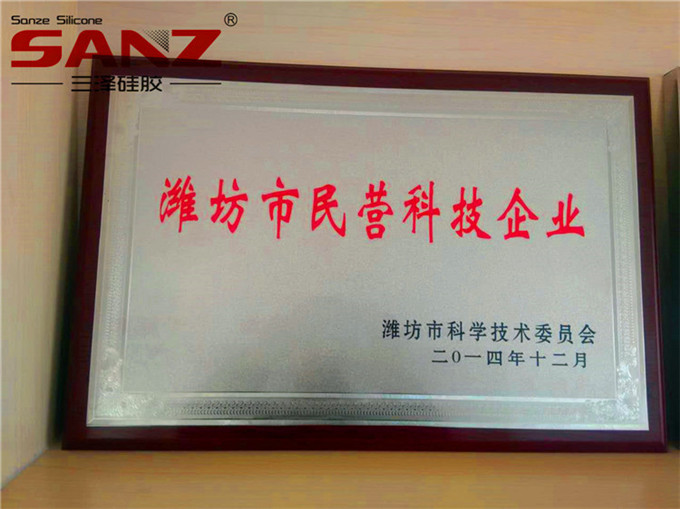 Sanze Silicone
SANZ®
三泽硅胶
潍坊市民营科技企业
潍坊市科学技术委员会
二〇一四年十二月